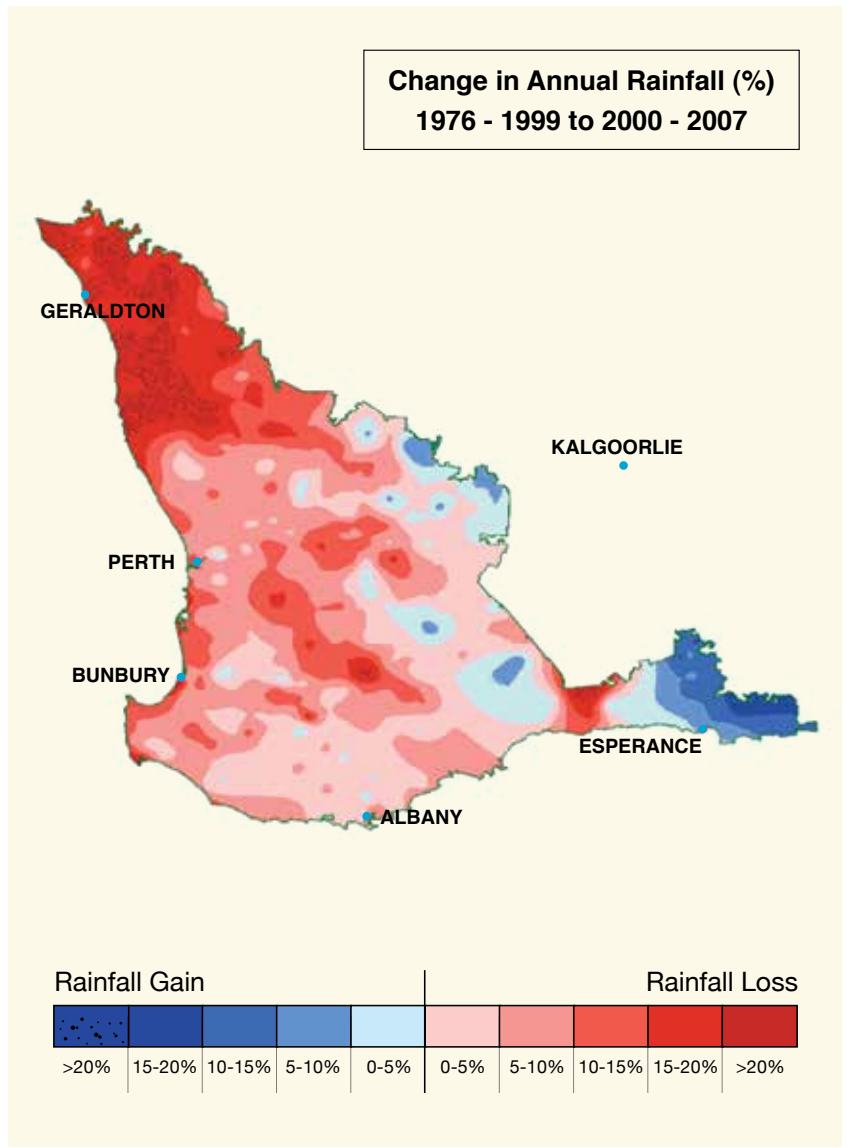 Change in Annual Rainfall (%)
1976 - 1999 to 2000 - 2007
GERALDTON
KALGOORLIE
PERTH
BUNBURY
ESPERANCE
ALBANY
Rainfall Gain Rainfall Loss
>20% 15-20% 10-15% 5-10% 0-5% 0-5% 5-10% 10-15% 15-20% >20%